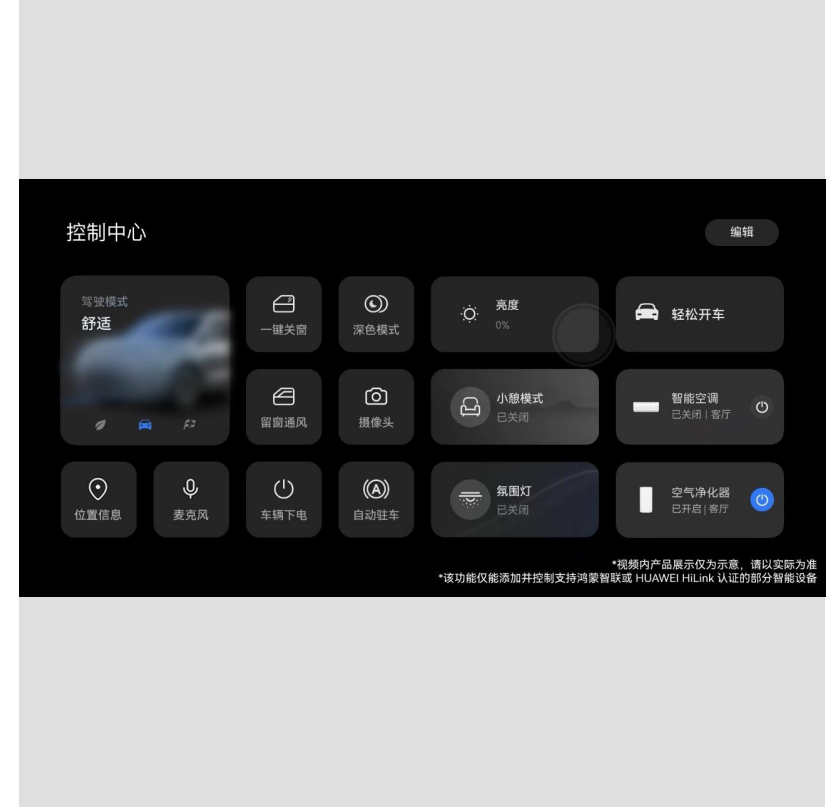 控制中心
编辑
驾驶模式
舒适
一键关窗
深色模式
亮度
0%
轻松开车
留窗通风
摄像头
小憩模式
已关闭
智能空调
已关闭 | 客厅
位置信息
麦克风
车辆下电
自动驻车
氛围灯
已关闭
空气净化器
已开启 | 客厅
*视频内产品展示仅为示意，请以实际为准
*该功能仅能添加并控制支持鸿蒙智联或 HUAWEI HiLink 认证的部分智能设备